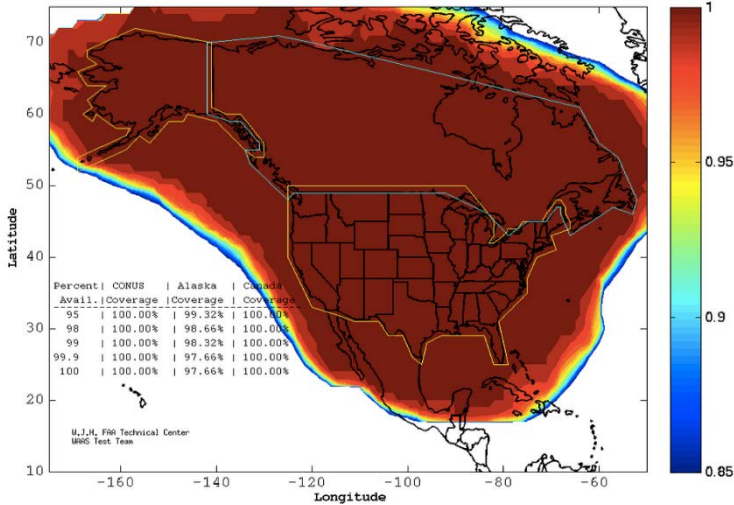 70
60
50
40
30
20
10
Latitude
-160
-140
-120
-100
-80
-60
Longitude
Percent| CONUS | Alaska | Canada
Avail.|Coverage |Coverage | Coverage
95 | 100.00% | 99.32% | 100.00%
98 | 100.00% | 98.66% | 100.00%
99 | 100.00% | 98.32% | 100.00%
99.9 | 100.00% | 97.66% | 100.00%
100 | 100.00% | 97.66% | 100.00%
W.J.H. FAA Technical Center
WAAS Test Team
1
0.95
0.9
0.85